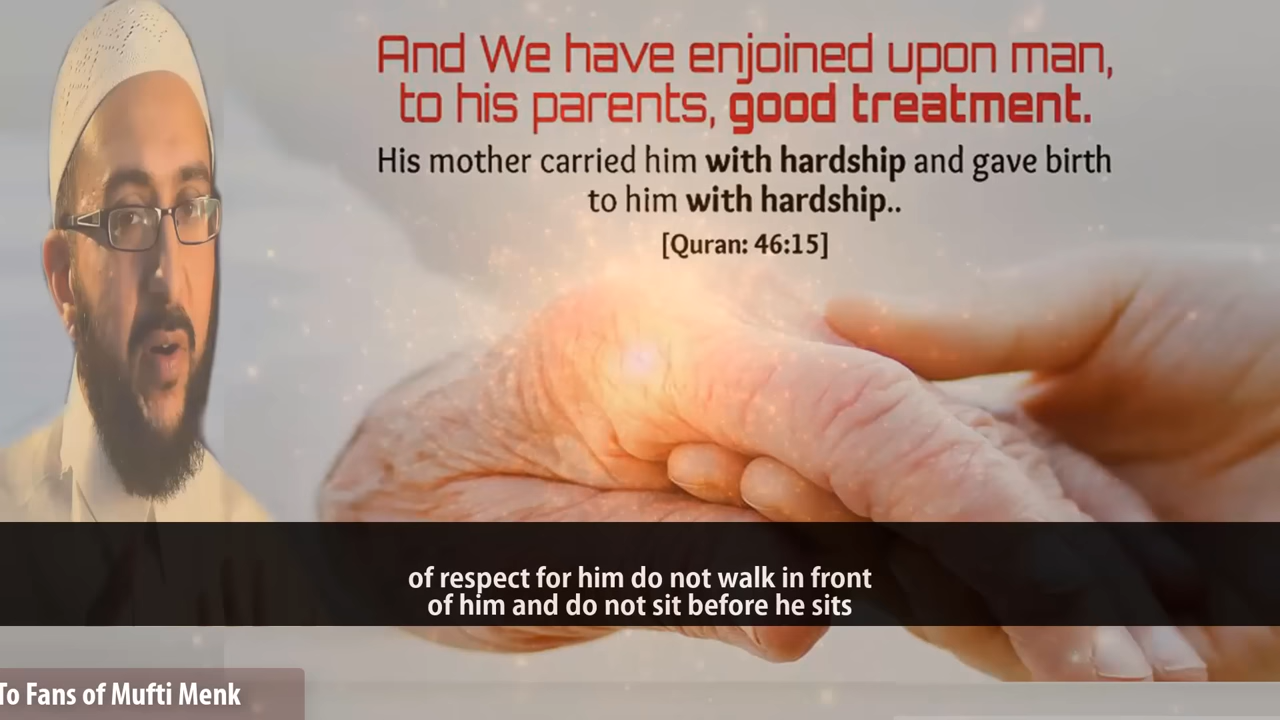 And We have enjoined upon man,
to his parents, good treatment.
His mother carried him with hardship and gave birth
to him with hardship..
[Quran: 46:15]
of respect for him do not walk in front
of him and do not sit before he sits
To Fans of Mufti Menk